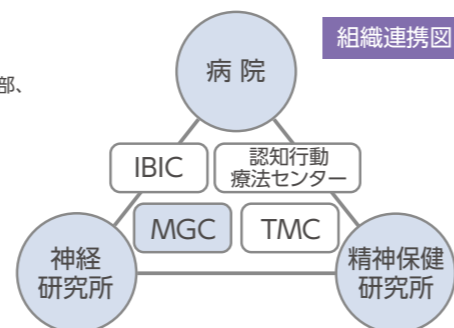 組織連携図
部、
病 院
IBIC
認知行動
療法センター
MGC
TMC
神経
研究所
精神保健
研究所